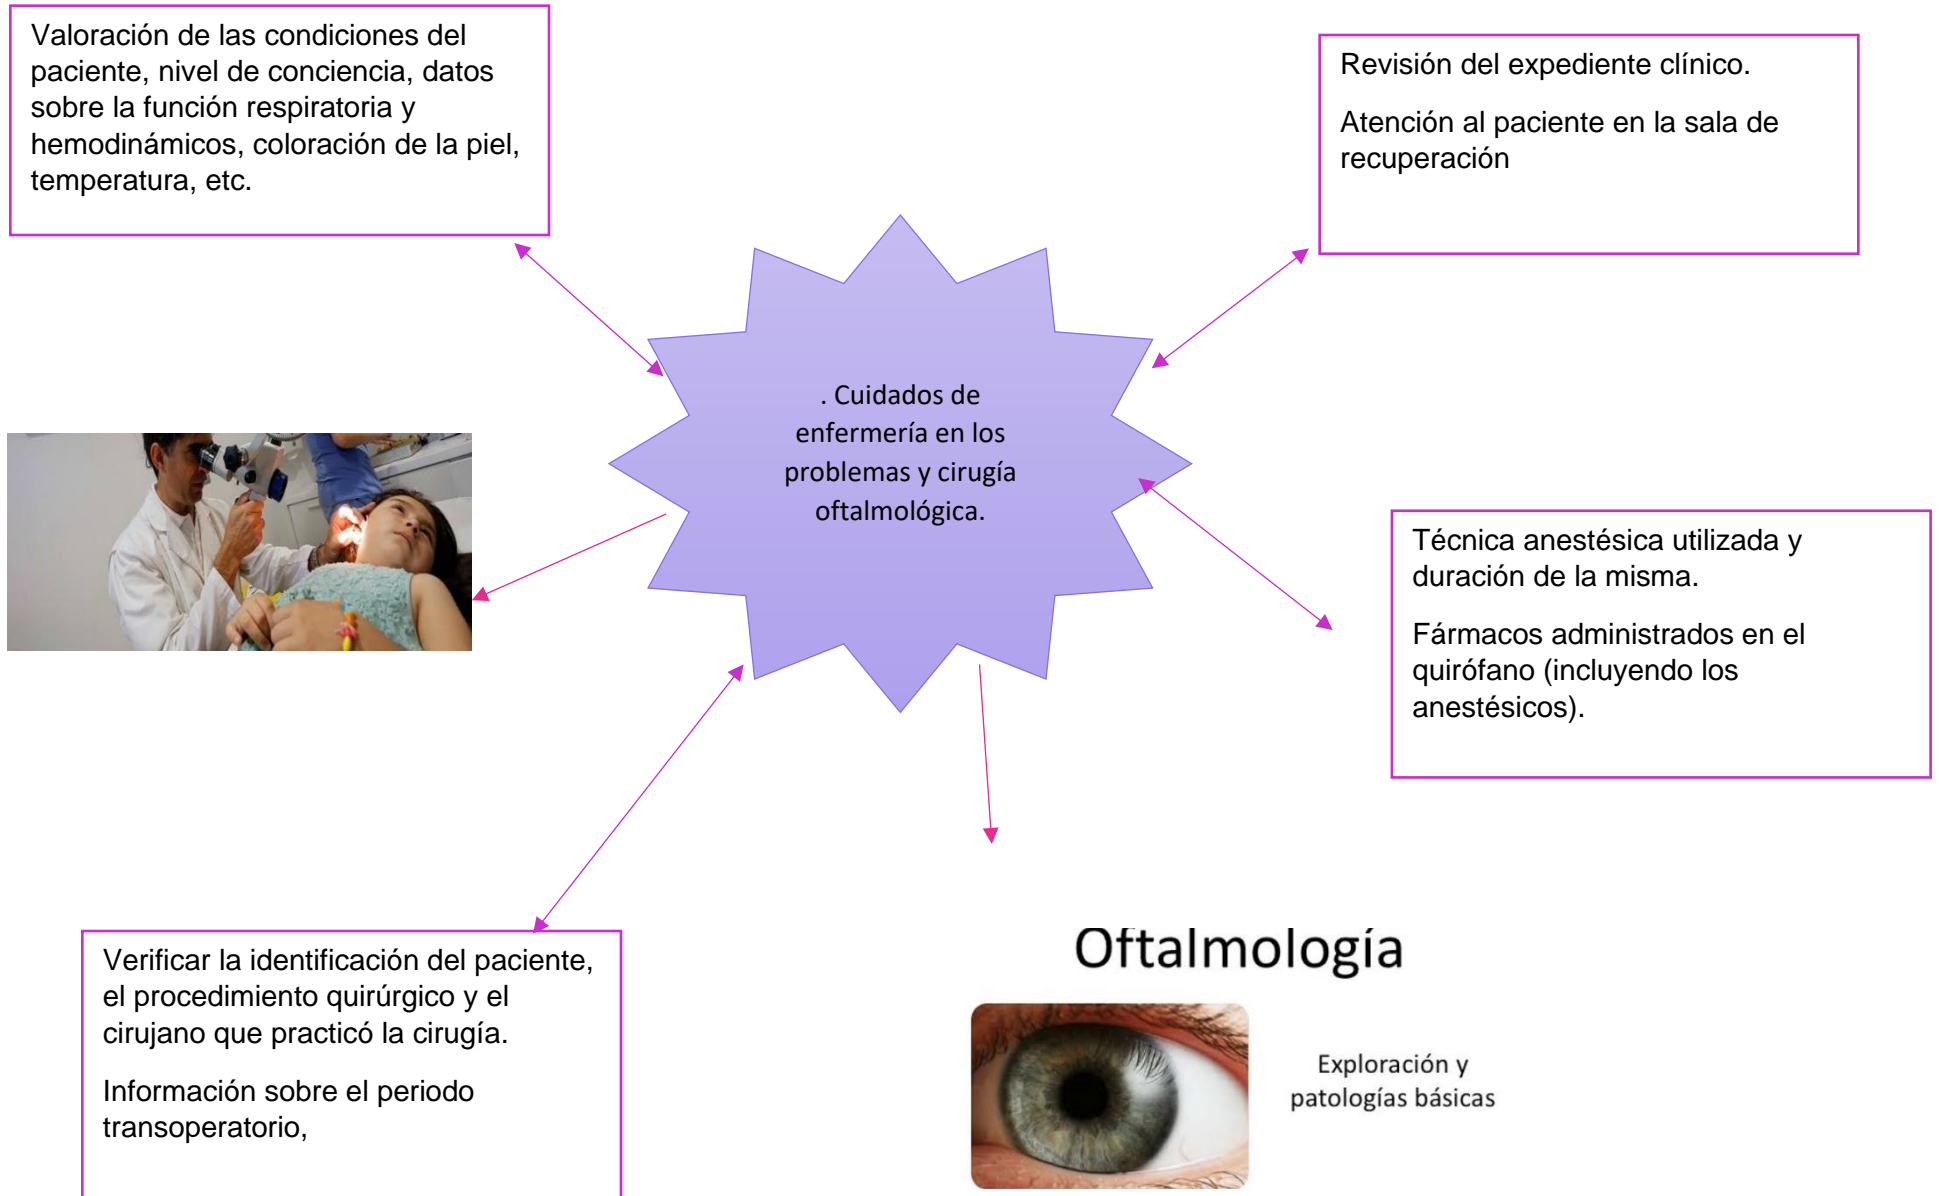 Valoración de las condiciones del
paciente, nivel de conciencia, datos
sobre la función respiratoria y
hemodinámicos, coloración de la piel,
temperatura, etc.
Revisión del expediente clínico.
Atención al paciente en la sala de
recuperación
. Cuidados de
enfermería en los
problemas y cirugía
oftalmológica.
Técnica anestésica utilizada y
duración de la misma.
Fármacos administrados en el
quirófano (incluyendo los
anestésicos).
Verificar la identificación del paciente,
el procedimiento quirúrgico y el
cirujano que practicó la cirugía.
Información sobre el periodo
transoperatorio,
Oftalmología
Exploración y
patologías básicas